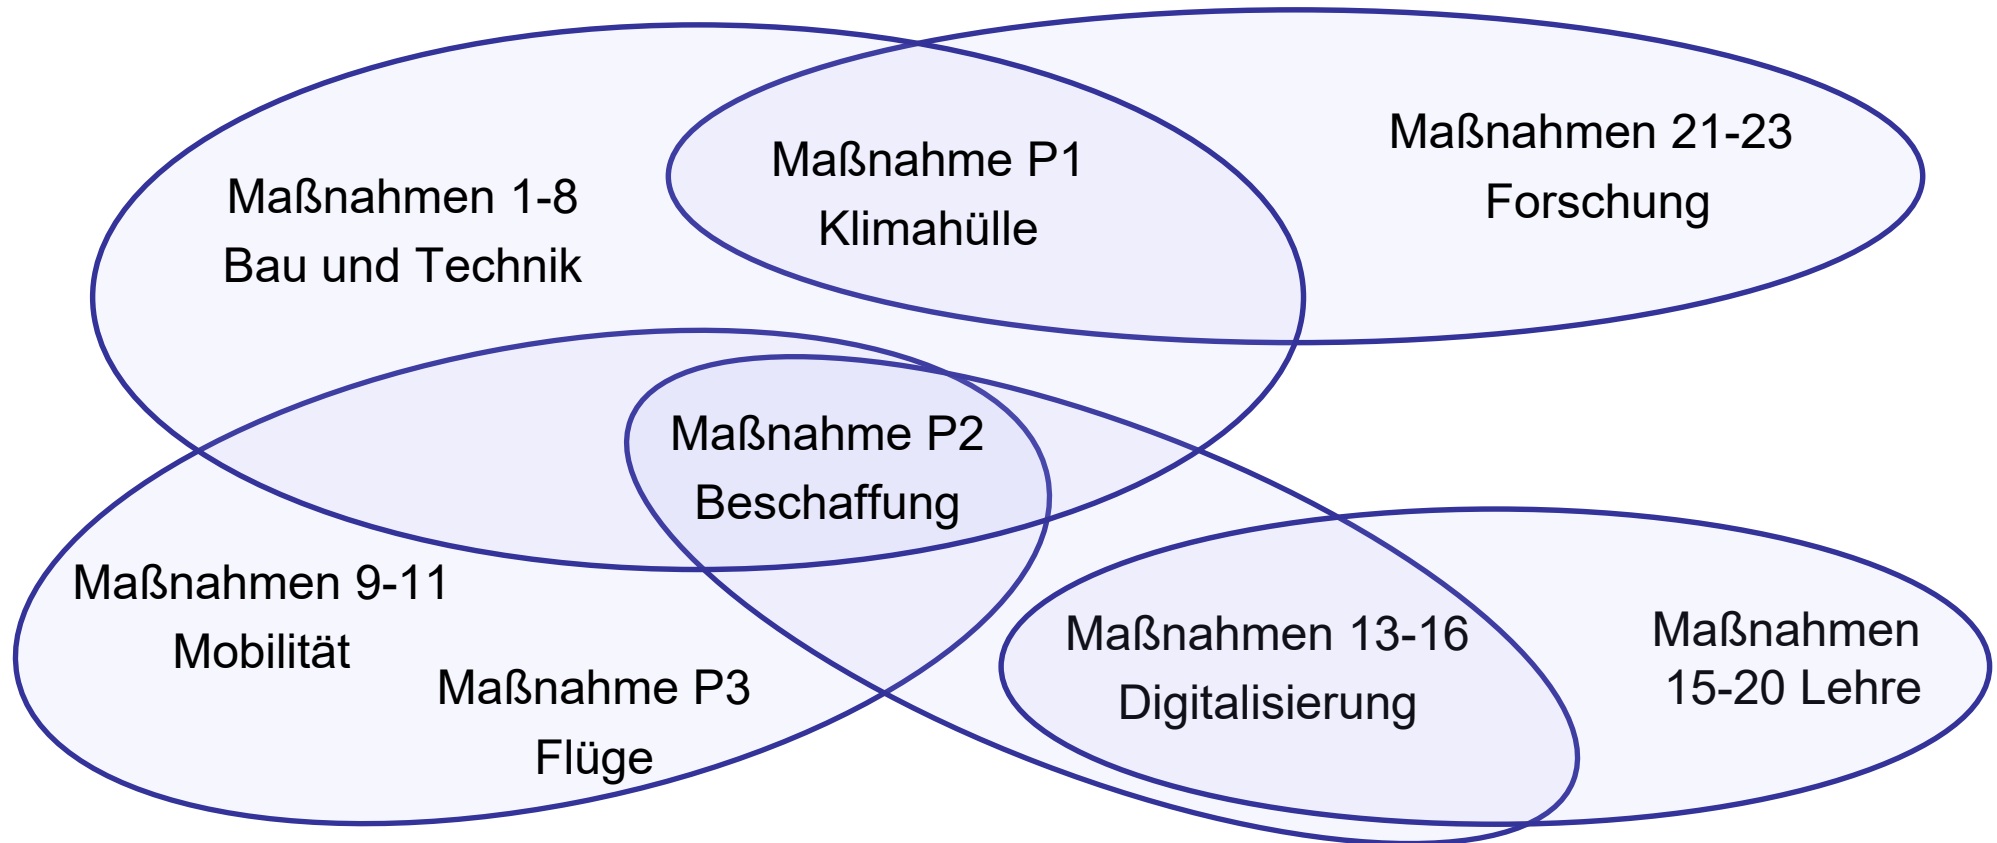 Maßnahmen 1-8
Bau und Technik
Maßnahme P1
Klimahülle
Maßnahmen 21-23
Forschung
Maßnahme P2
Beschaffung
Maßnahmen 9-11
Mobilität
Maßnahme P3
Flüge
Maßnahmen 13-16
Digitalisierung
Maßnahmen
15-20 Lehre